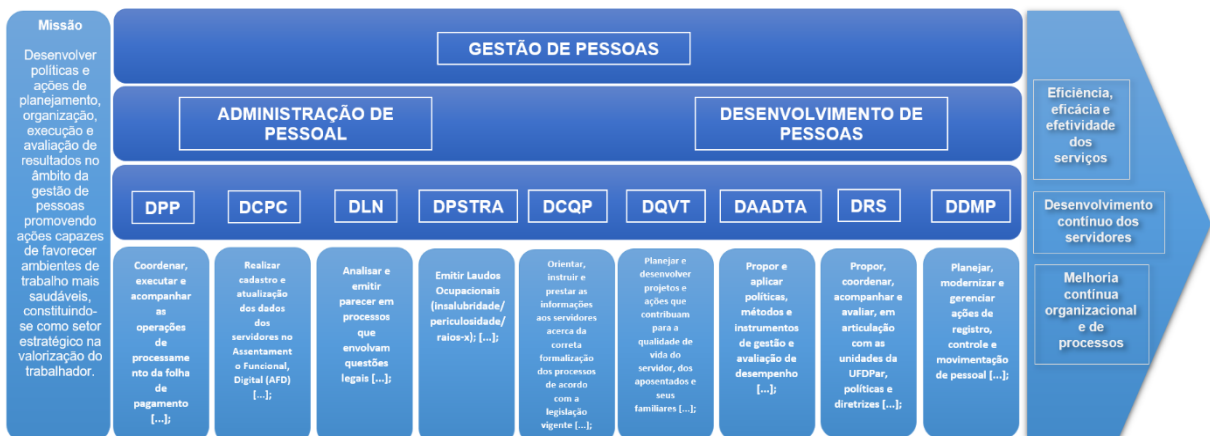 Missão
Desenvolver
políticas e
ações de
planejamento,
organização,
execução e
avaliação de
resultados no
âmbito da
gestão de
pessoas
promovendo
ações capazes
de favorecer
ambientes de
trabalho mais
saudáveis,
constituindo-
se como setor
estratégico na
valorização do
trabalhador.
GESTÃO DE PESSOAS
ADMINISTRAÇÃO DE
PESSOAL
DESENVOLVIMENTO DE
PESSOAS
DPP
DCPC
DLN
DPSTRA
DCQP
DQVT
DAADTA
DRS
DDMP
Coordenar,
executar e
acompanhar
as
operações
de
processame
nto da folha
de
pagamento
[...];
Realizar
cadastro e
atualização
dos dados
dos
servidores no
Assentament
o Funcional,
Digital (AFD)
[...];
Analisar e
emitir
parecer em
processos
que
envolvam
questões
legais [...];
Emitir Laudos
Ocupacionais
(insalubridade/
periculosidade/
raios-x); [...];
Orientar,
instruir e
prestar as
informações
aos servidores
acerca da
correta
formalização
dos processos
de acordo
com a
legislação
vigente [...];
Planejar e
desenvolver
projetos e
ações que
contribuam
para a
qualidade de
vida do
servidor, dos
aposentados e
seus
familiares [...];
Propor e
aplicar
políticas,
métodos e
instrumentos
de gestão e
avaliação de
desempenho
[...];
Propor,
coordenar,
acompanhar e
avaliar, em
articulação
com as
unidades da
UFDPar,
políticas e
diretrizes [...];
Planejar,
modernizar e
gerenciar
ações de
registro,
controle e
movimentação
de pessoal [...];
Eficiência,
eficácia e
efetividade
dos
serviços
Desenvolvimento
contínuo dos
servidores
Melhoria
contínua
organizacional
e de
processos